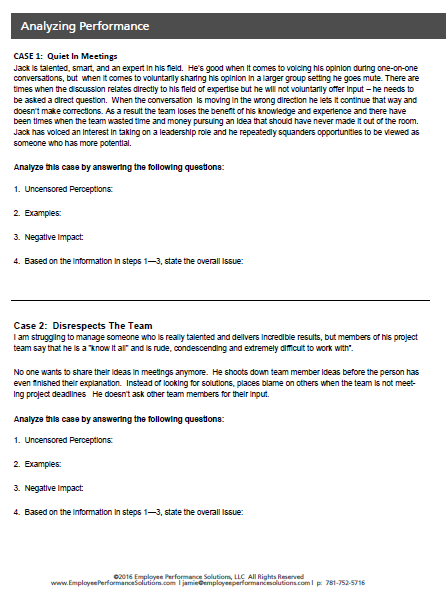 Analyzing Performance
CASE 1:  Quiet In Meetings
Jack is talented, smart, and an expert in his field.  He's good when it comes to voicing his opinion during one-on-one
conversations, but  when it comes to voluntarily sharing his opinion in a larger group setting he goes mute. There are
times when the discussion relates directly to his field of expertise but he will not voluntarily offer input – he needs to
be asked a direct question.  When the conversation  is moving in the wrong direction he lets it continue that way and
doesn't make corrections.  As a result the team loses the benefit of his knowledge and experience and there have
been times when the team wasted time and money pursuing an idea that should have never made it out of the room.
Jack has voiced an interest in taking on a leadership role and he repeatedly squanders opportunities to be viewed as
someone who has more potential.
Analyze this case by answering the following questions:
1.  Uncensored Perceptions:
2.  Examples:
3.  Negative Impact:
4.  Based on the information in steps 1—3, state the overall issue:
Case 2:  Disrespects The Team
I am struggling to manage someone who is really talented and delivers incredible results, but members of his project
team say that he is a "know it all" and is rude, condescending and extremely difficult to work with".
No one wants to share their ideas in meetings anymore.  He shoots down team member ideas before the person has
even finished their explanation.  Instead of looking for solutions, places blame on others when the team is not meet-
ing project deadlines  He doesn't ask other team members for their input.
Analyze this case by answering the following questions:
1.  Uncensored Perceptions:
2.  Examples:
3.  Negative Impact:
4.  Based on the information in steps 1—3, state the overall issue:
©2016 Employee Performance Solutions, LLC  All Rights Reserved
www.EmployeePerformanceSolutions.com  l jamie@employeeperformancesolutions.com l  p:  781-752-5716